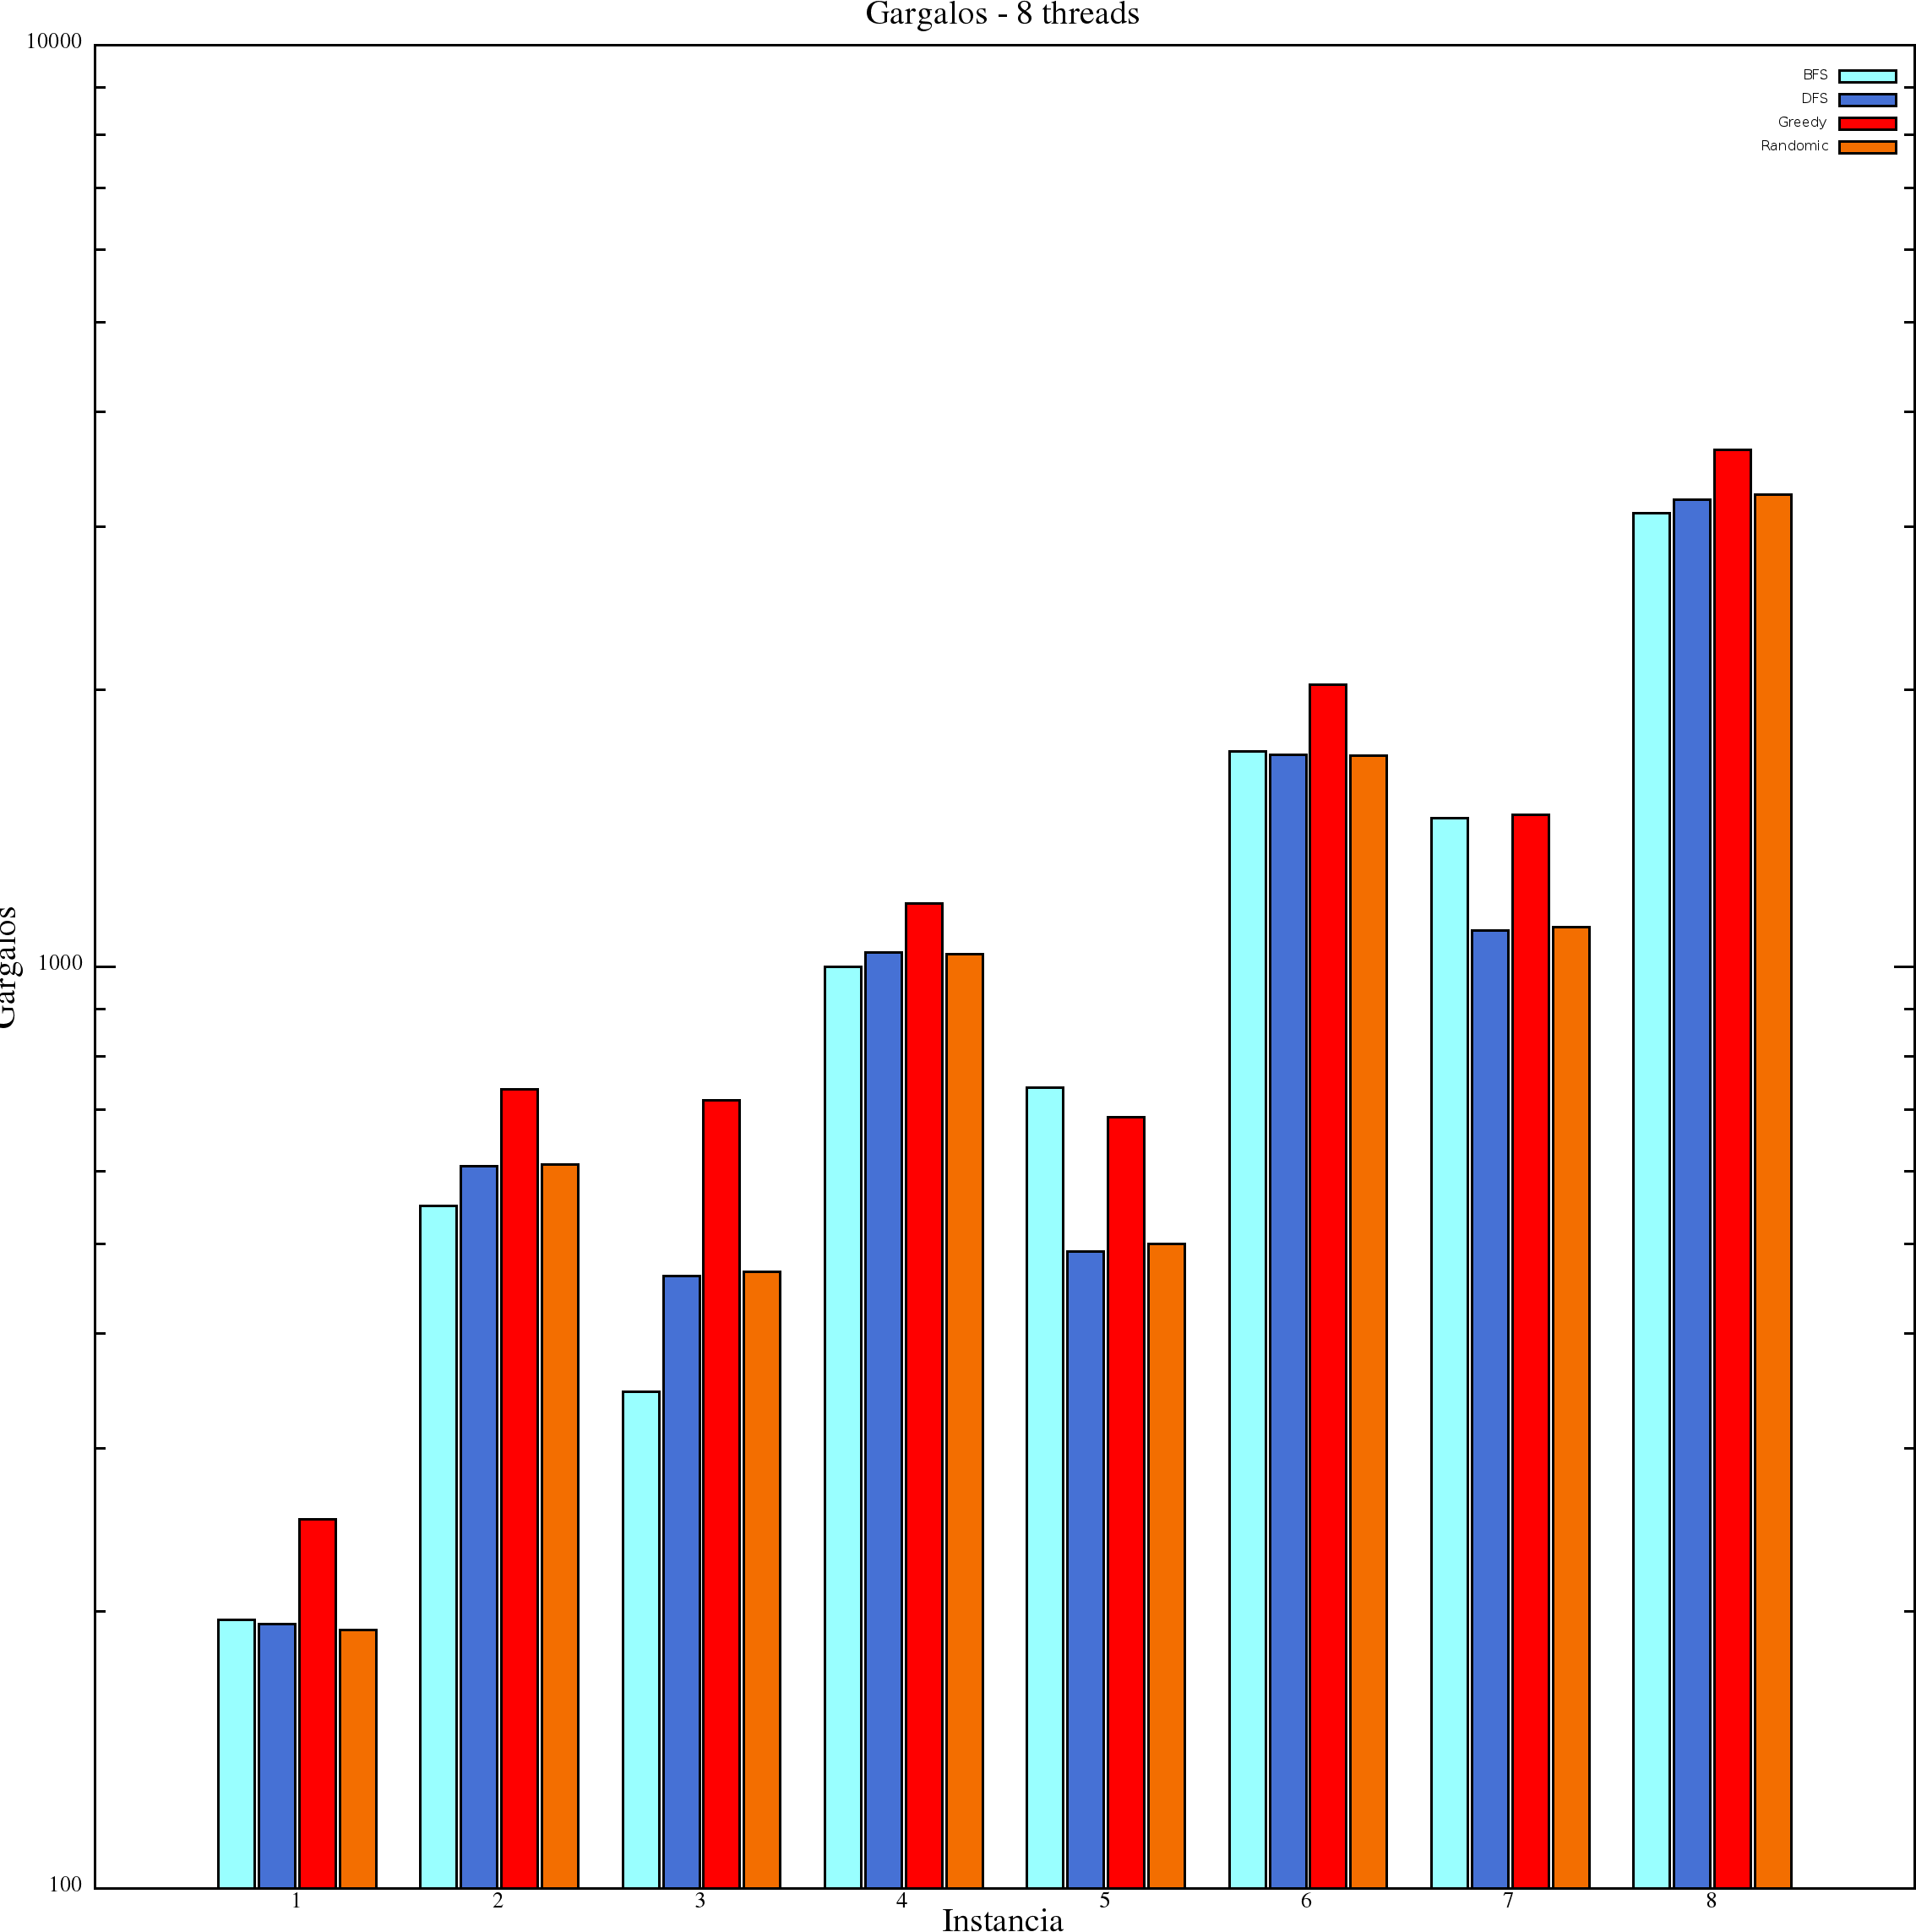 Gargalos - 8 threads
10000
BFS
DFS
Greedy
Randomic
1000
Gargalos
100
1 2 3 4 5 6 7 8
Instancia